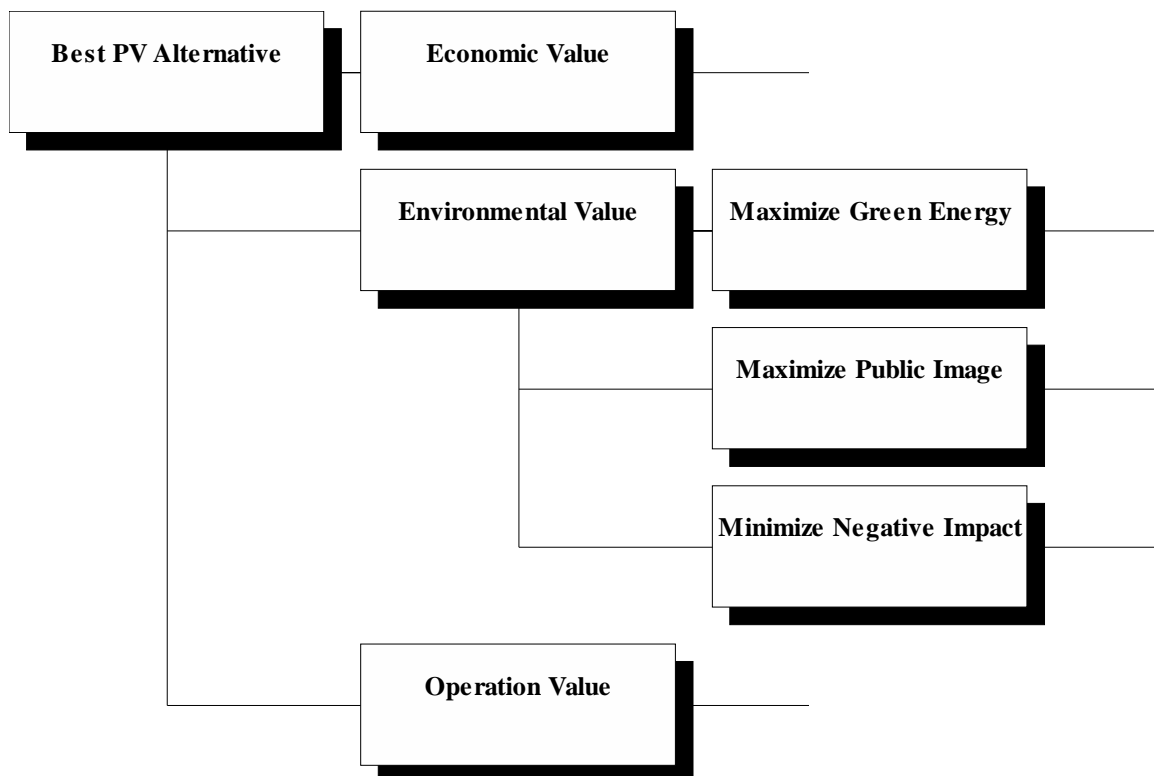 Best PV Alternative
Economic Value
Environmental Value
Maximize Green Energy
Maximize Public Image
Minimize Negative Impact
Operation Value